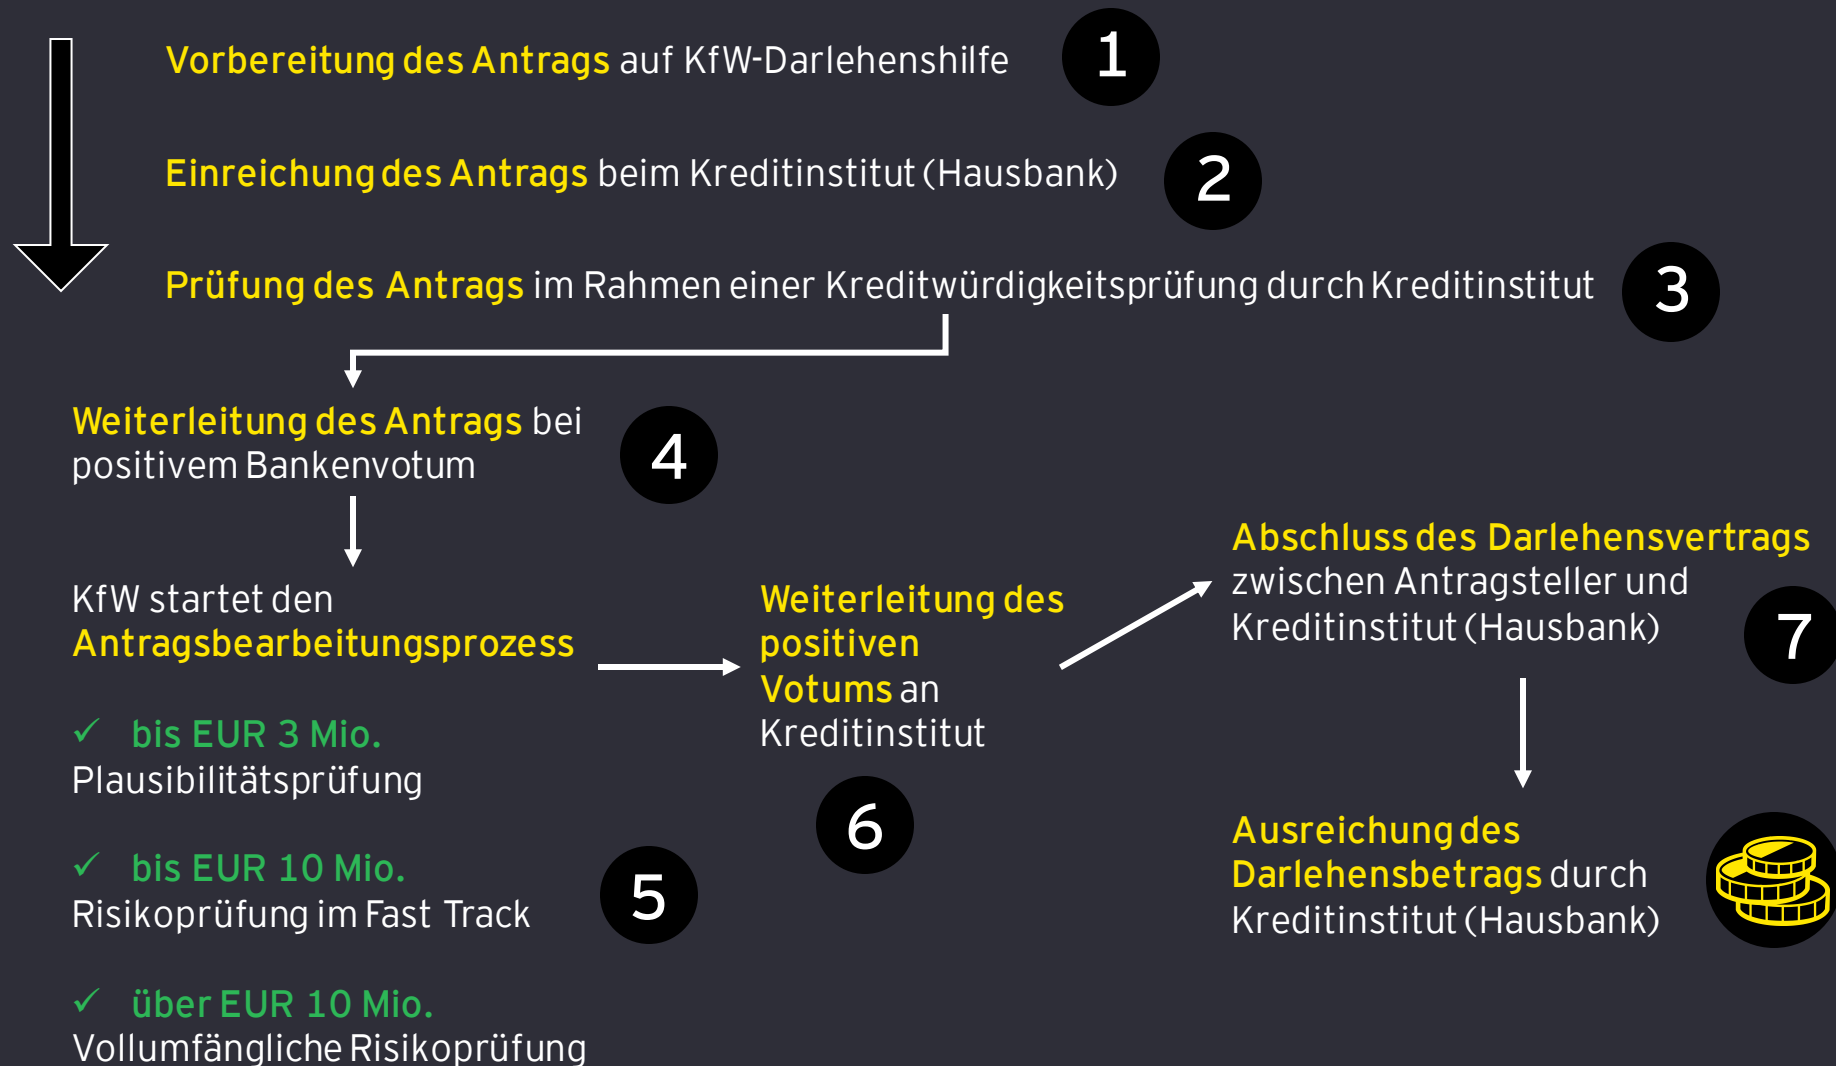 Vorbereitung des Antrags auf KfW-Darlehenshilfe
1
Einreichung des Antrags beim Kreditinstitut (Hausbank)
2
Prüfung des Antrags im Rahmen einer Kreditwürdigkeitsprüfung durch Kreditinstitut
3
Weiterleitung des Antrags bei
positivem Bankenvotum
4
KfW startet den
Antragsbearbeitungsprozess
✓ bis EUR 3 Mio.
Plausibilitätsprüfung
✓ bis EUR 10 Mio.
Risikoprüfung im Fast Track
✓ über EUR 10 Mio.
Vollumfängliche Risikoprüfung
5
Weiterleitung des
positiven
Votums an
Kreditinstitut
6
Abschluss des Darlehensvertrags
zwischen Antragsteller und
Kreditinstitut (Hausbank)
7
Ausreichung des
Darlehensbetrags durch
Kreditinstitut (Hausbank)